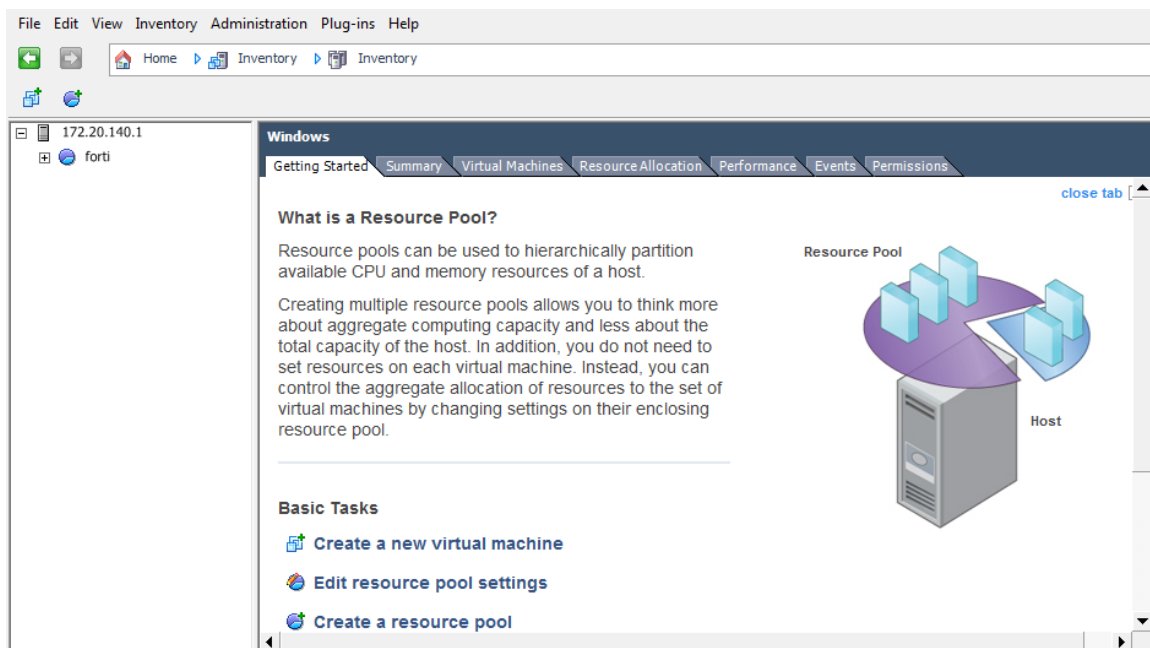 File Edit View Inventory Administration Plug-ins Help
Home Inventory Inventory
172.20.140.1
forti
Windows
Getting Started Summary Virtual Machines Resource Allocation Performance Events Permissions
close tab [
What is a Resource Pool?
Resource pools can be used to hierarchically partition
available CPU and memory resources of a host.
Creating multiple resource pools allows you to think more
about aggregate computing capacity and less about the
total capacity of the host. In addition, you do not need to
set resources on each virtual machine. Instead, you can
control the aggregate allocation of resources to the set of
virtual machines by changing settings on their enclosing
resource pool.
Resource Pool
Host
Basic Tasks
Create a new virtual machine
Edit resource pool settings
Create a resource pool